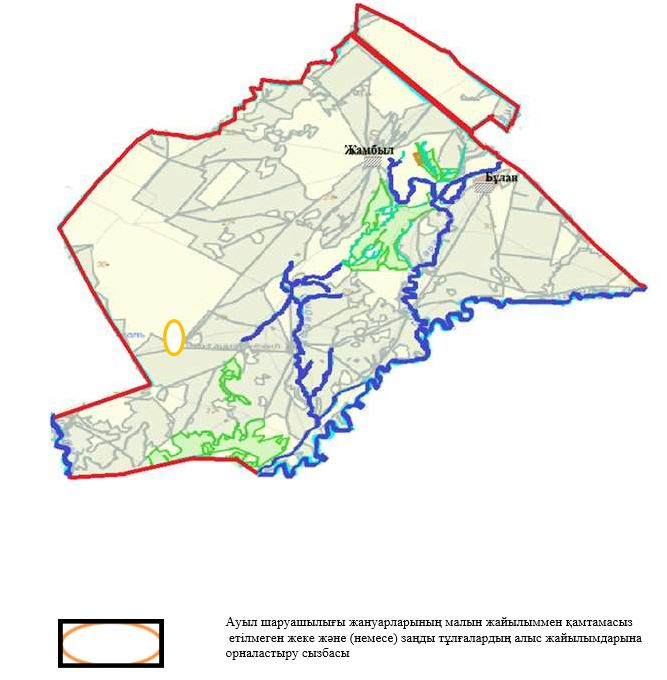 Жамбыл
Бұлан
Ауыл шаруашылығы жануарларының малын жайылыммен қамтамасыз
етілмеген жеке және (немесе) заңды тұлғалардың алыс жайылымдарына
орналастыру сызбасы